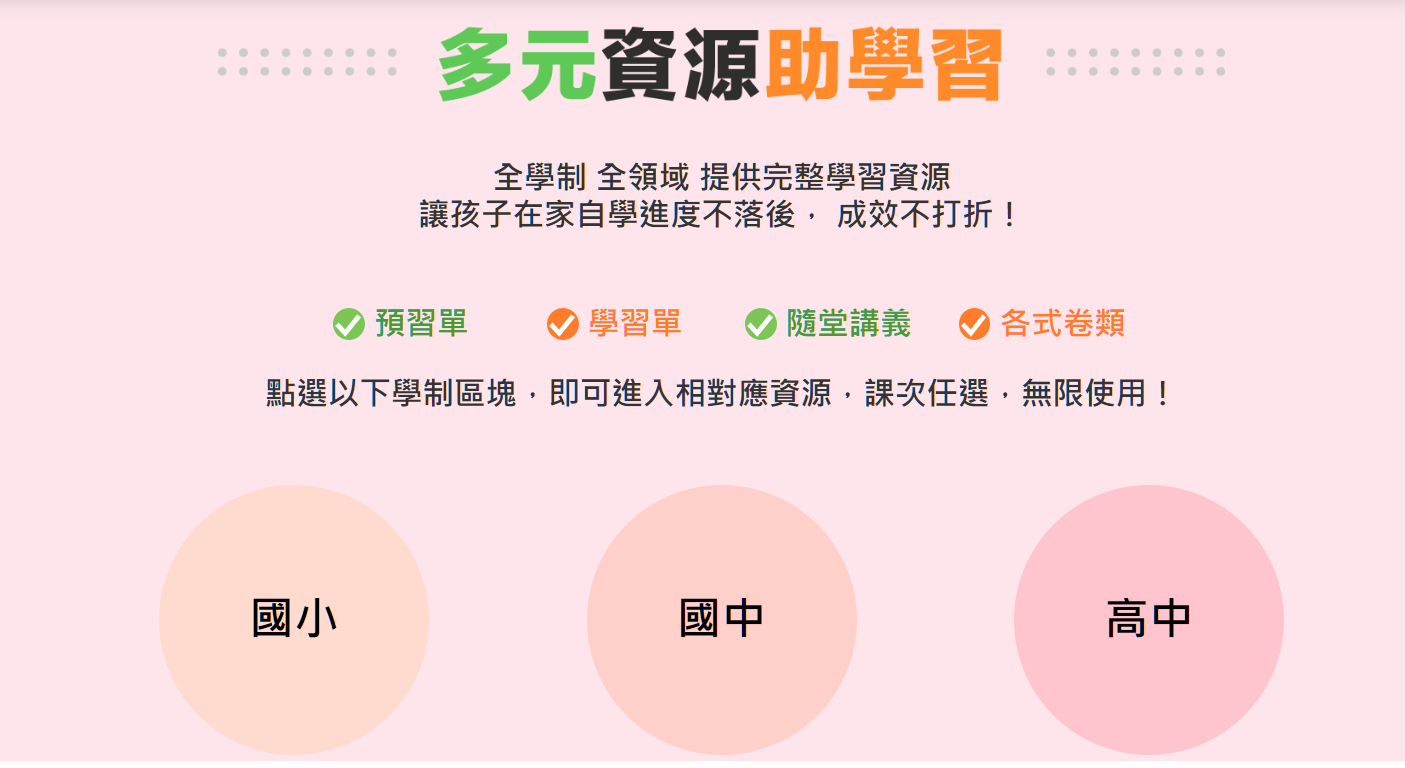 多元資源助學習
全學制 全領域 提供完整學習資源
讓孩子在家自學進度不落後， 成效不打折！
預習單 學習單 隨堂講義 各式卷類
點選以下學制區塊，即可進入相對應資源，課次任選，無限使用！
國小 國中 高中